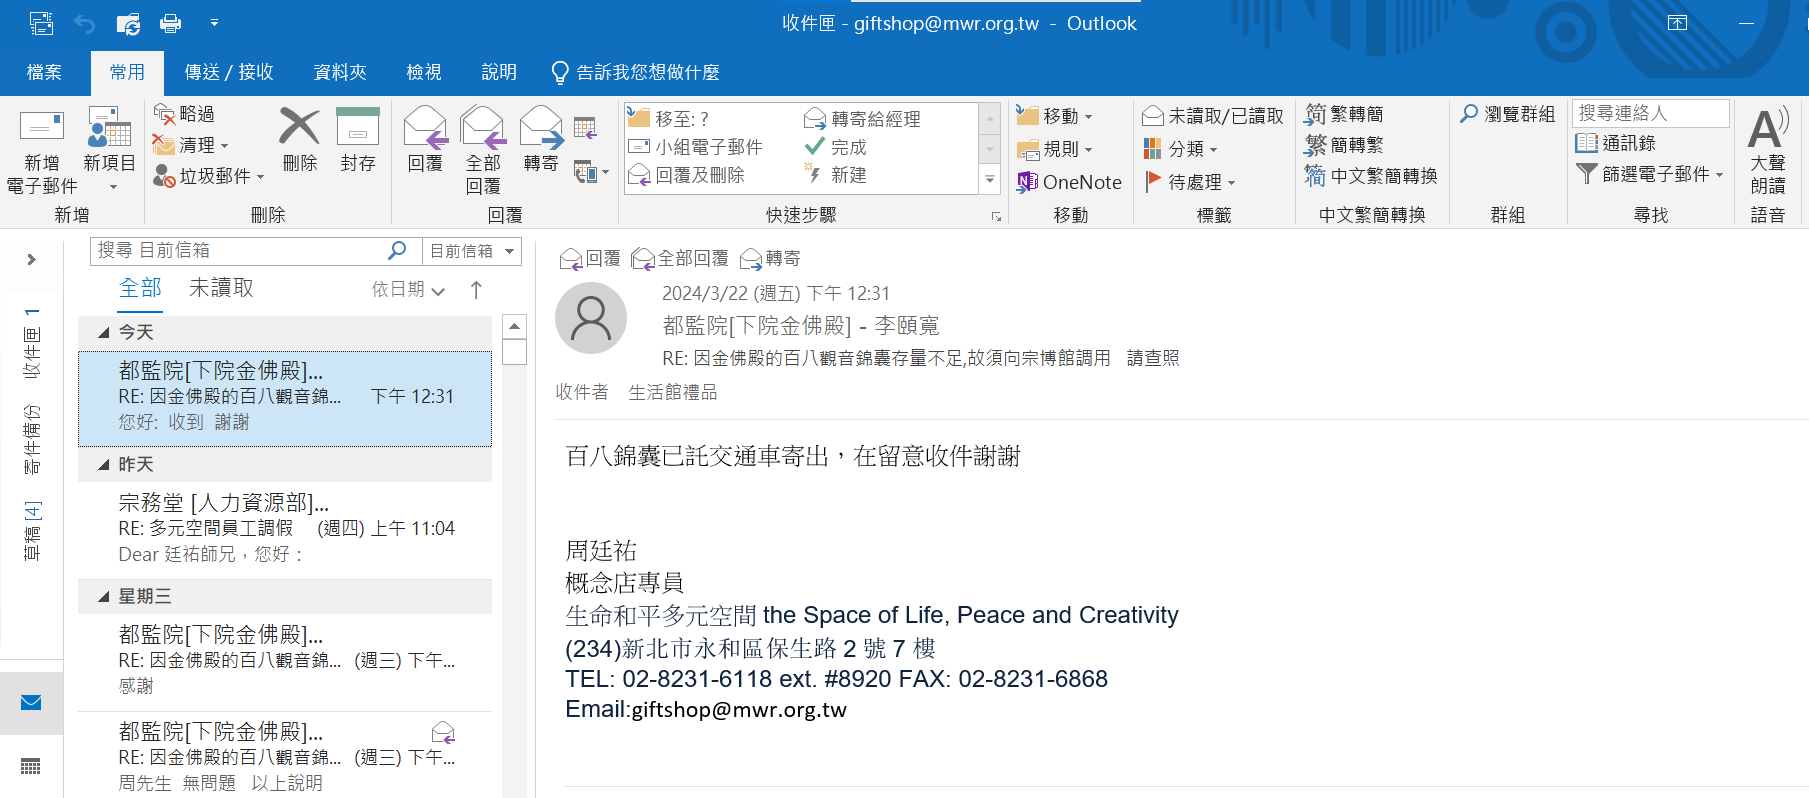 收件匣 - giftshop@mwr.org.tw - Outlook
檔案 常用 傳送 / 接收 資料夾 檢視 說明 告訴我您想做什麼
新增
電子郵件
新項目
新增
略過
清理
垃圾郵件
刪除
封存
刪除
回覆
全部
回覆
轉寄
回覆
移至: ?
小組電子郵件
回覆及刪除
轉寄給經理
完成
新建
快速步驟
移動
規則
OneNote
移動
未讀取/已讀取
分類
待處理
標籤
简 繁轉簡
繁 簡轉繁
简 中文繁簡轉換
中文繁簡轉換
瀏覽群組
群組
搜尋連絡人
通訊錄
篩選電子郵件
尋找
A
大聲
朗讀
語音
收件匣 1
寄件備份
草稿 [4]
搜尋 目前信箱 目前信箱
全部 未讀取 依日期
今天
都監院[下院金佛殿]...
RE: 因金佛殿的百八觀音錦... 下午 12:31
您好: 收到 謝謝
昨天
宗務堂 [人力資源部]...
RE: 多元空間員工調假 (週四) 上午 11:04
Dear 廷祐師兄，您好：
星期三
都監院[下院金佛殿]...
RE: 因金佛殿的百八觀音錦... (週三) 下午...
感謝
都監院[下院金佛殿]...
RE: 因金佛殿的百八觀音錦... (週三) 下午...
周先生 無問題 以上說明
回覆 全部回覆 轉寄
2024/3/22 (週五) 下午 12:31
都監院[下院金佛殿] - 李頤寬
RE: 因金佛殿的百八觀音錦囊存量不足,故須向宗博館調用 請查照
收件者 生活館禮品
百八錦囊已託交通車寄出，在留意收件謝謝
周廷祐
概念店專員
生命和平多元空間 the Space of Life, Peace and Creativity
(234)新北市永和區保生路 2 號 7 樓
TEL: 02-8231-6118 ext. #8920 FAX: 02-8231-6868
Email:giftshop@mwr.org.tw